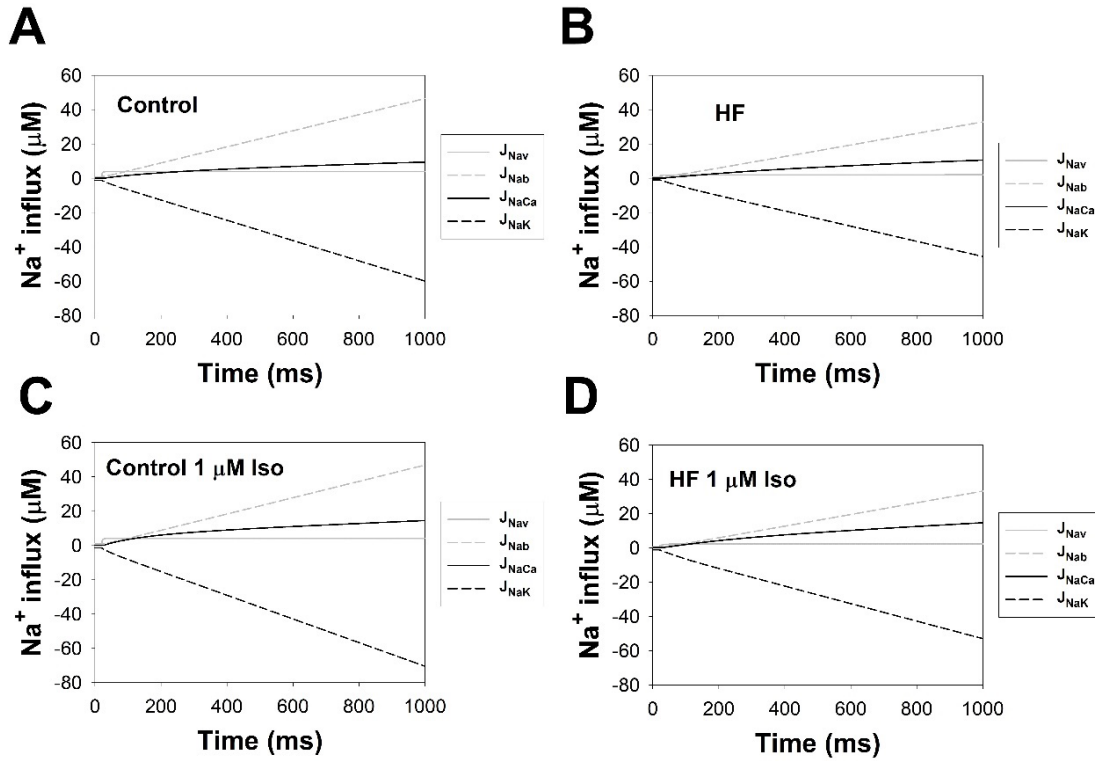 A
Control
Na+ influx (μM)
60
40
20
0
-20
-40
-60
-80
0 200 400 600 800 1000
Time (ms)
JNav
JNab
JNaCa
JNaK
B
HF
Na+ influx (μM)
60
40
20
0
-20
-40
-60
-80
0 200 400 600 800 1000
Time (ms)
JNav
JNab
JNaCa
JNaK
C
Control 1 μM Iso
Na+ influx (μM)
60
40
20
0
-20
-40
-60
-80
0 200 400 600 800 1000
Time (ms)
JNav
JNab
JNaCa
JNaK
D
HF 1 μM Iso
Na+ influx (μM)
60
40
20
0
-20
-40
-60
-80
0 200 400 600 800 1000
Time (ms)
JNav
JNab
JNaCa
JNaK